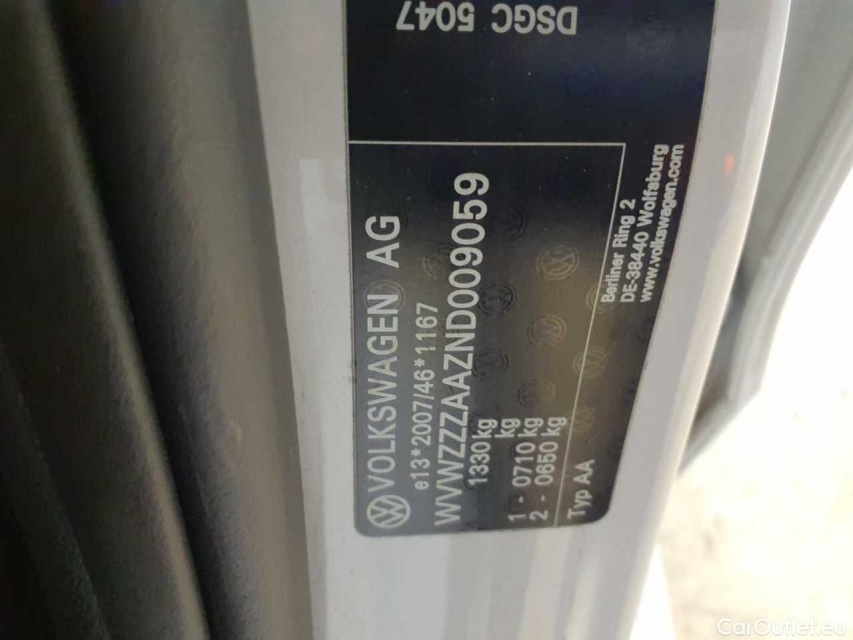 DSGC 5047
VOLKSWAGEN AG
e13*2007/46*1167
WVWZZZAAZND009059
1330 kg
kg
1 - 0710 kg
2 - 0650 kg
Typ AA
Berliner Ring 2
DE-38440 Wolfsburg
www.volkswagen.com
CarOutlet.eu